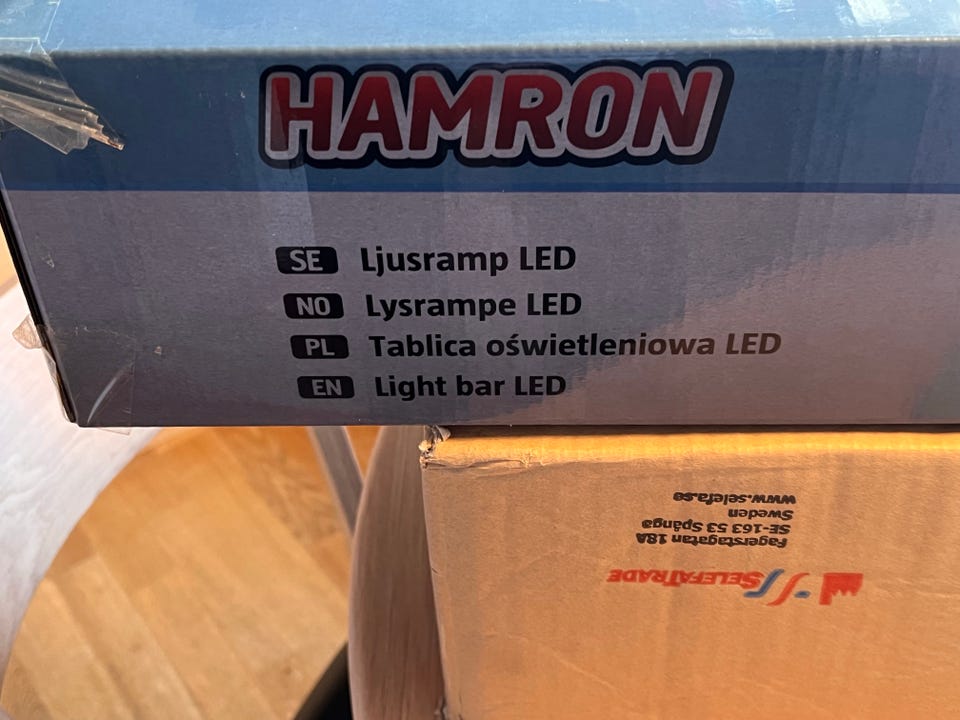 HAMRON
SE Ljusramp LED
NO Lysrampe LED
PL Tablica oświetleniowa LED
EN Light bar LED
SELEFATRADE
Fagerstagatan 18A
SE-163 53 Spånga
Sweden
www.selefa.se